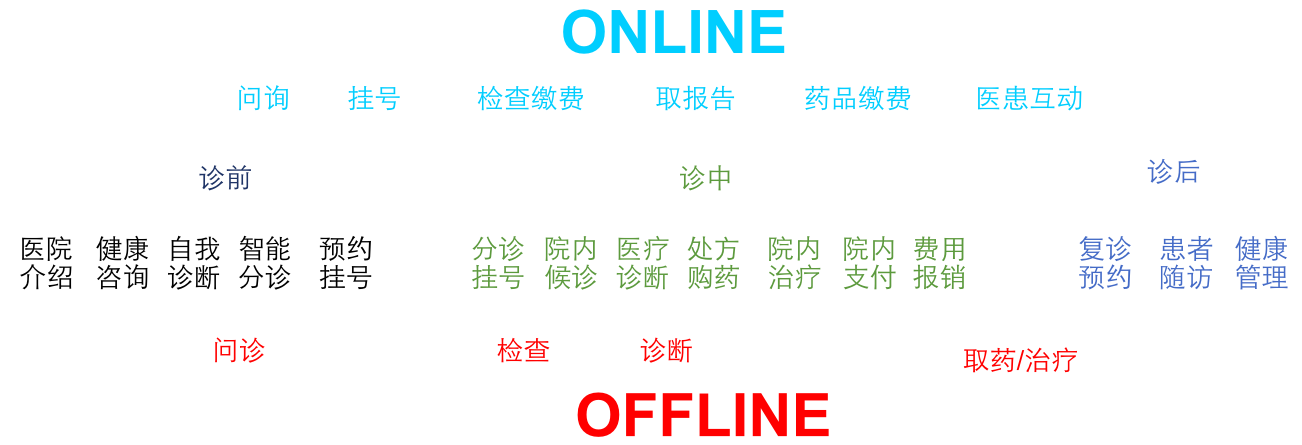 ONLINE
问询 挂号 检查缴费 取报告 药品缴费 医患互动
诊前 诊中 诊后
医院 健康 自我 智能 预约 分诊 院内 医疗 处方 院内 院内 费用 复诊 患者 健康
介绍 咨询 诊断 分诊 挂号 挂号 候诊 诊断 购药 治疗 支付 报销 预约 随访 管理
问诊 检查 诊断 取药/治疗
OFFLINE